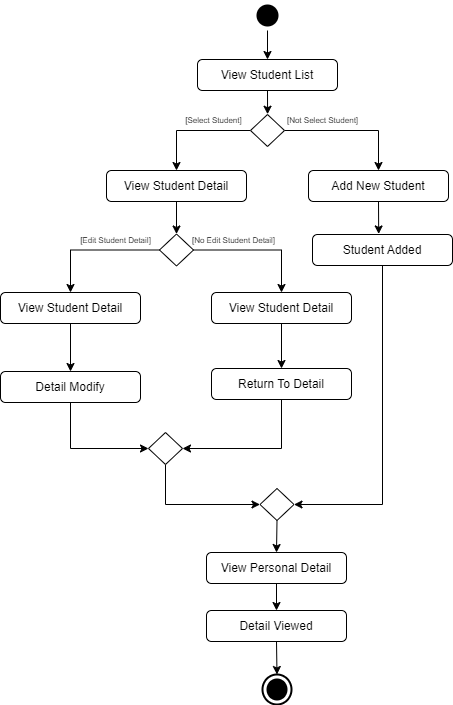 View Student List
[Select Student]
[Not Select Student]
View Student Detail
Add New Student
[Edit Student Detail]
[No Edit Student Detail]
Student Added
View Student Detail
View Student Detail
Detail Modify
Return To Detail
View Personal Detail
Detail Viewed